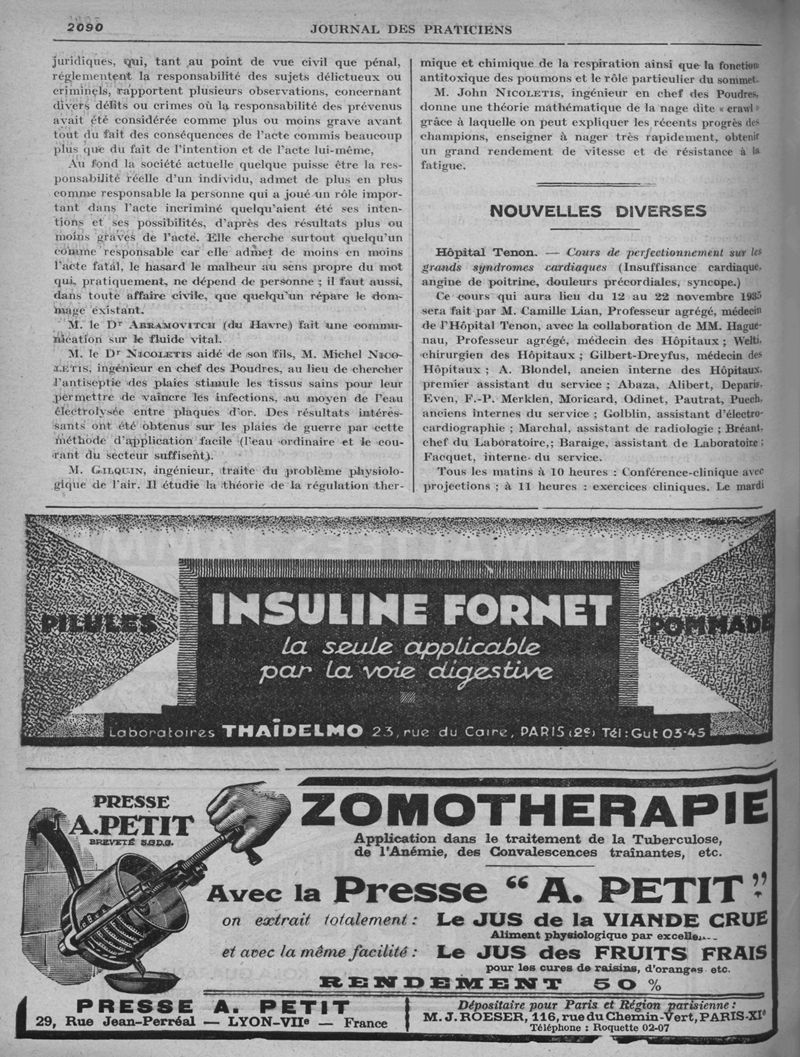 2090
JOURNAL DES PRATICIENS
juridiques, qui, tant au point de vue civil que pénal,
réglementent la responsabilité des sujets délictueux ou
criminels, rapportent plusieurs observations, concernant
divers délits ou crimes où la responsabilité des prévenus
avait été considérée comme plus ou moins grave avant
tout du fait des conséquences de l'acte commis beaucoup
plus que du fait de l'intention et de l'acte lui-même,
Au fond la société actuelle quelque puisse être la res-
ponsabilité réelle d'un individu, admet de plus en plus
comme responsable la personne qui a joué un rôle impor-
tant dans l'acte incriminé quelqu'aient été ses inten-
tions et ses possibilités, d'après des résultats plus ou
moins graves de l'acte. Elle cherche surtout quelqu'un
comme responsable car elle admet de moins en moins
l'acte fatal, le hasard le malheur au sens propre du mot
qui, pratiquement, ne dépend de personne ; il faut aussi,
dans toute affaire civile, que quelqu'un répare le dom-
mage existant.
M. le Dr ABRAMOVITCH (du Havre) fait une commu-
nication sur le fluide vital.
M. le Dr NICOLETIS aidé de son fils, M. Michel NICO-
LETIS, ingénieur en chef des Poudres, au lieu de chercher
l'antiseptie des plaies stimule les tissus sains pour leur
permettre de vaincre les infections, au moyen de l'eau
électrolysée entre plaques d'or. Des résultats intéres-
sants ont été obtenus sur les plaies de guerre par cette
méthode d'application facile (l'eau ordinaire et le cou-
rant du secteur suffisent).
M. GILQUIN, ingénieur, traite du problème physiolo-
gique de l'air. Il étudie la théorie de la régulation ther-
mique et chimique de la respiration ainsi que la fonction
antitoxique des poumons et le rôle particulier du sommet.
M. John NICOLETIS, ingénieur en chef des Poudres,
donne une théorie mathématique de la nage dite « crawl »
grâce à laquelle on peut expliquer les récents progrès des
champions, enseigner à nager très rapidement, obtenir
un grand rendement de vitesse et de résistance à la
fatigue.
NOUVELLES DIVERSES
Hôpital Tenon. — Cours de perfectionnement sur les
grands syndromes cardiaques (Insuffisance cardiaque,
angine de poitrine, douleurs précordiales, syncope.)
Ce cours qui aura lieu du 12 au 22 novembre 1935
sera fait par M. Camille Lian, Professeur agrégé, médecin
de l'Hôpital Tenon, avec la collaboration de MM. Hague-
nau, Professeur agrégé, médecin des Hôpitaux ; Welti,
chirurgien des Hôpitaux ; Gilbert-Dreyfus, médecin des
Hôpitaux ; A. Blondel, ancien interne des Hôpitaux,
premier assistant du service ; Abaza, Alibert, Deparis,
Even, F.-P. Merklen, Moricard, Odinet, Pautrat, Puech,
anciens internes du service ; Golblin, assistant d'électro-
cardiographie ; Marchal, assistant de radiologie ; Bréant,
chef du Laboratoire,; Baraige, assistant de Laboratoire ;
Facquet, interne du service.
Tous les matins à 10 heures : Conférence-clinique avec
projections ; à 11 heures : exercices cliniques. Le mardi
PILULES
INSULINE FORNET
POMMADE
la seule applicable
par la voie digestive
Laboratoires THAÏDELMO 23, rue du Caire, PARIS (2e) Tél: Gut 03-45
PRESSE
A. PETIT
BREVETÉ S.G.D.G.
ZOMOTHERAPIE
Application dans le traitement de la Tuberculose,
de l'Anémie, des Convalescences traînantes, etc.
Avec la Presse “ A. PETIT ”
on extrait totalement : Le JUS de la VIANDE CRUE
Aliment physiologique par excelle
et avec la même facilité : Le JUS des FRUITS FRAIS
pour les cures de raisins, d'oranges etc.
RENDEMENT 50 %
PRESSE A. PETIT
29, Rue Jean-Perréal — LYON-VIIe — France
Dépositaire pour Paris et Région parisienne :
M. J. ROESER, 116, rue du Chemin-Vert, PARIS-XIe
Téléphone : Roquette 02-07